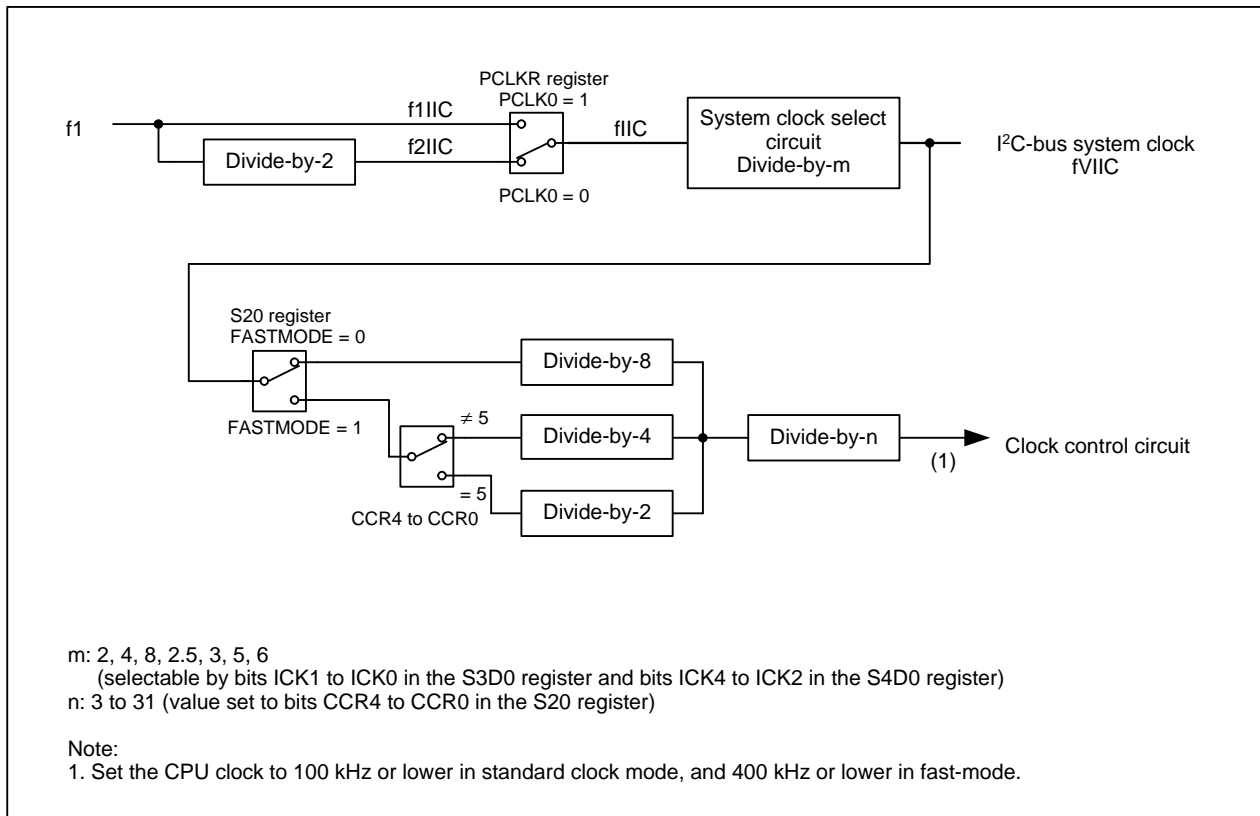 PCLKR register
PCLK0 = 1
f1
f1IIC
Divide-by-2
f2IIC
PCLK0 = 0
fIIC
System clock select
circuit
Divide-by-m
I²C-bus system clock
fVIIC
S20 register
FASTMODE = 0
FASTMODE = 1
≠ 5
= 5
CCR4 to CCR0
Divide-by-8
Divide-by-4
Divide-by-2
Divide-by-n
(1)
Clock control circuit
m: 2, 4, 8, 2.5, 3, 5, 6
(selectable by bits ICK1 to ICK0 in the S3D0 register and bits ICK4 to ICK2 in the S4D0 register)
n: 3 to 31 (value set to bits CCR4 to CCR0 in the S20 register)
Note:
1. Set the CPU clock to 100 kHz or lower in standard clock mode, and 400 kHz or lower in fast-mode.